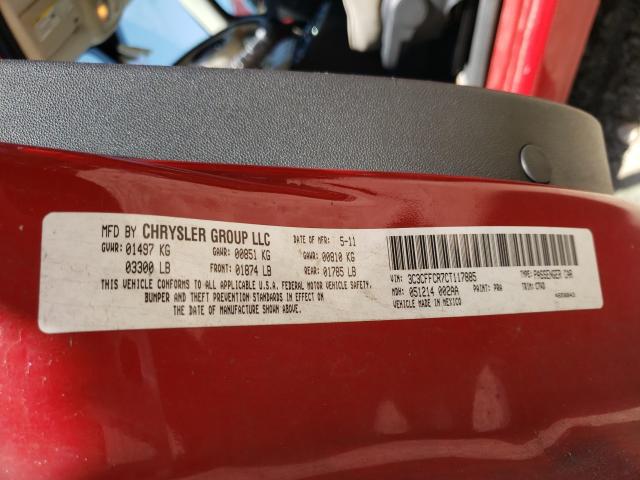 MFD BY CHRYSLER GROUP LLC DATE OF MFR: 5-11
GVWR: 01497 KG GAWR: 00851 KG GAWR: 00810 KG
03300 LB FRONT: 01874 LB REAR: 01785 LB
THIS VEHICLE CONFORMS TO ALL APPLICABLE U.S.A. FEDERAL MOTOR VEHICLE SAFETY,
BUMPER AND THEFT PREVENTION STANDARDS IN EFFECT ON
THE DATE OF MANUFACTURE SHOWN ABOVE.
VIN: 3C3CFFCR7CT117885 TYPE: PASSENGER CAR
MDH: 051214 002AA PAINT: PRA TRIM: C7AD
VEHICLE MADE IN MEXICO